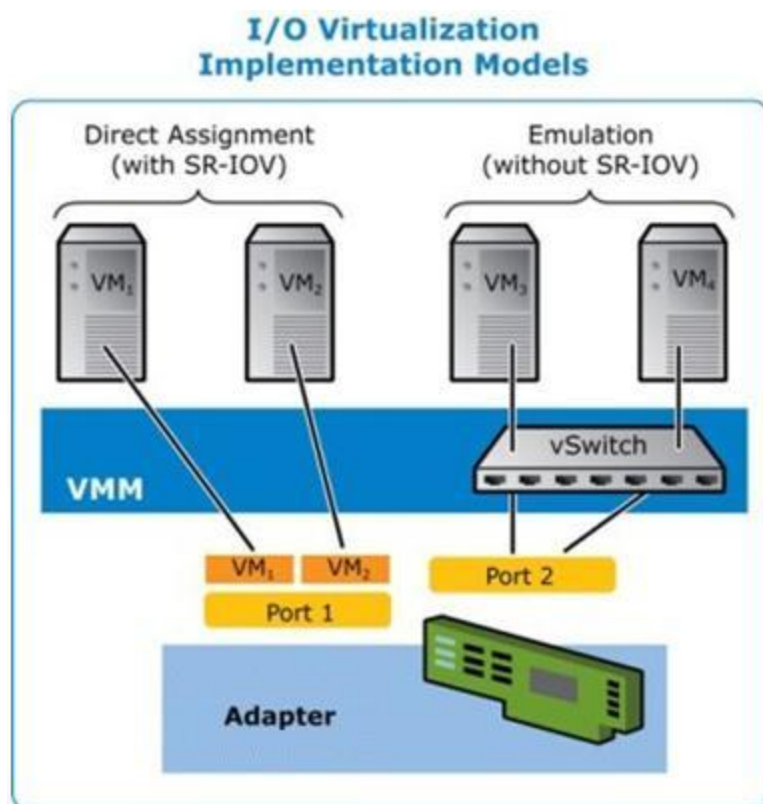 I/O Virtualization
Implementation Models
Direct Assignment
(with SR-IOV)
Emulation
(without SR-IOV)
VM₁
VM₂
VM₃
VM₄
vSwitch
VMM
VM₁
VM₂
Port 2
Port 1
Adapter